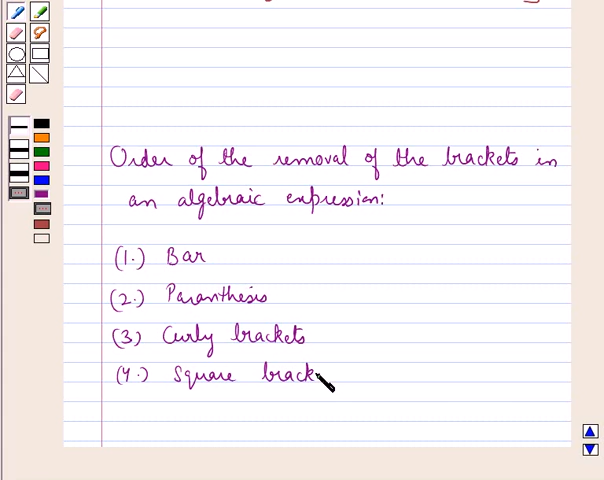 Order of the removal of the brackets in
an algebraic expression:
(1.) Bar
(2.) Paranthesis
(3) Curly brackets
(4.) Square brack